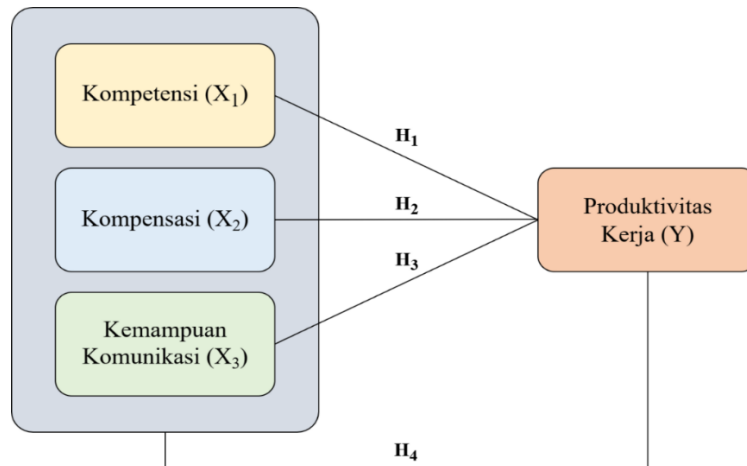 Kompetensi (X₁)
H₁
Kompensasi (X₂)
H₂
Produktivitas
Kerja (Y)
H₃
Kemampuan
Komunikasi (X₃)
H₄